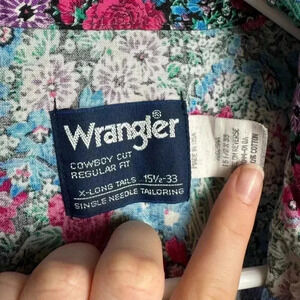 Wrangler®
COWBOY CUT
REGULAR FIT
X-LONG TAILS 15½-33
SINGLE NEEDLE TAILORING